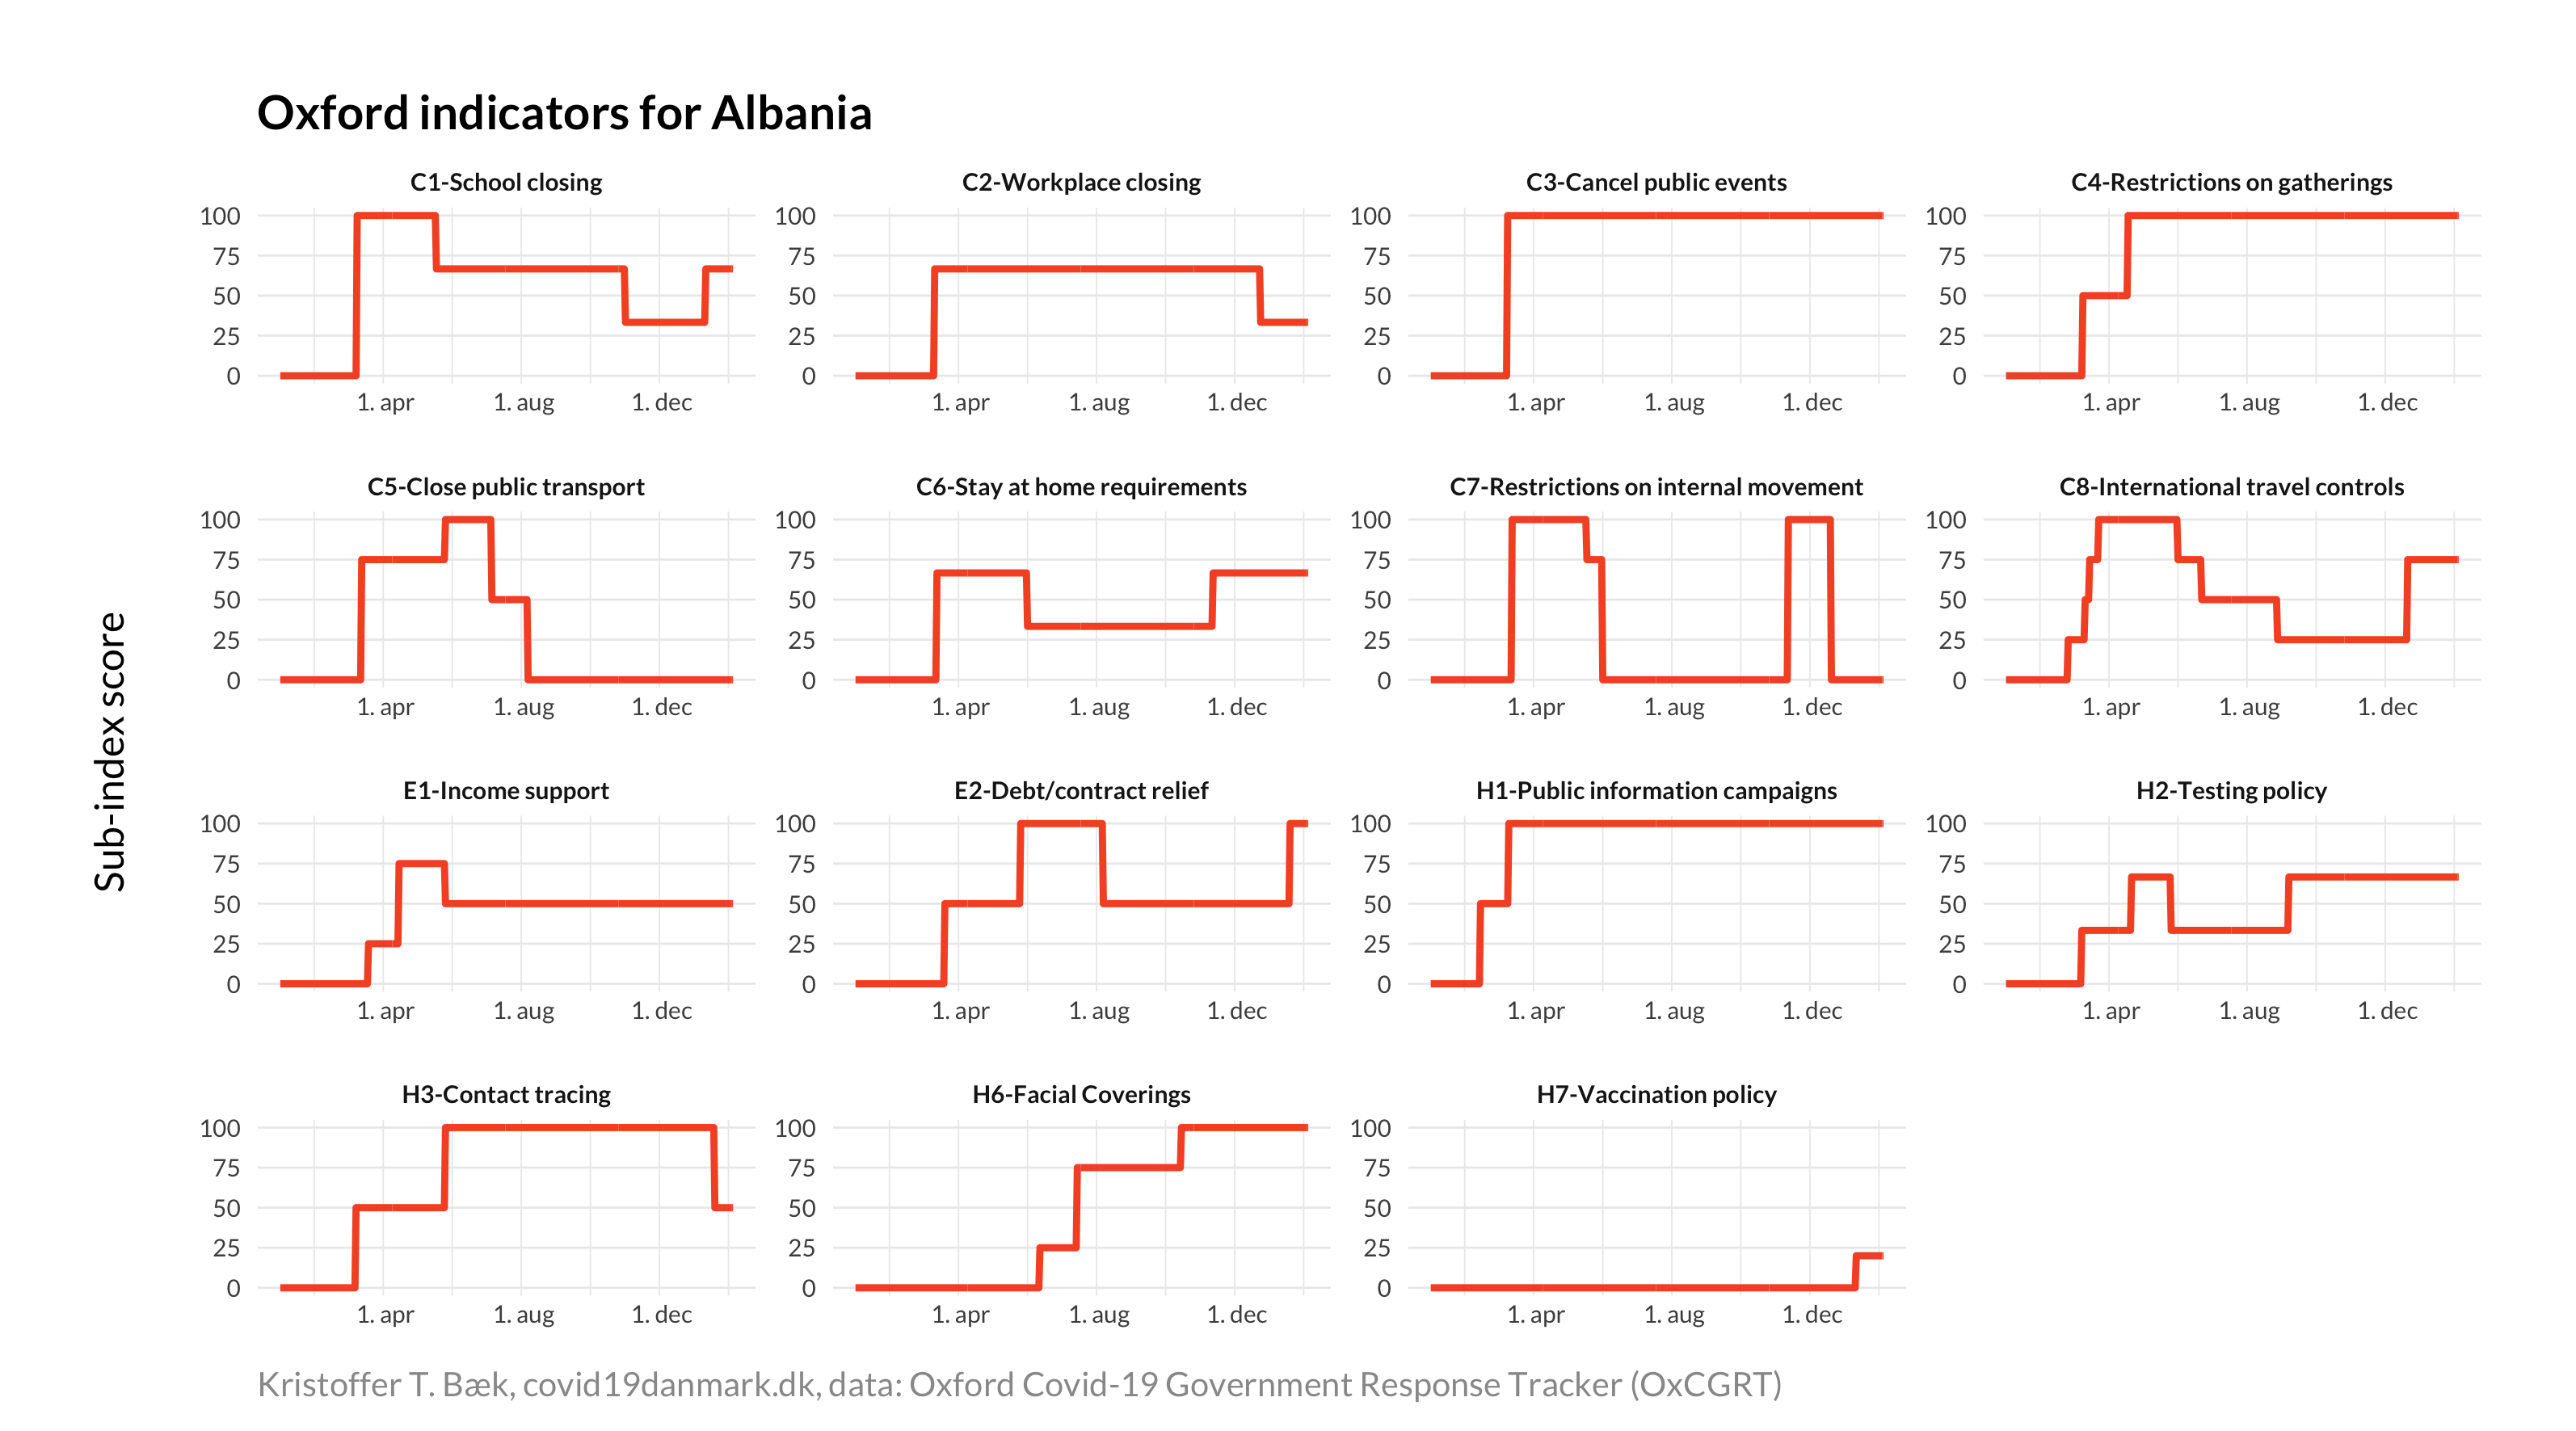 Oxford indicators for Albania
C1-School closing
C2-Workplace closing
C3-Cancel public events
C4-Restrictions on gatherings
100 100 100 100
75 75 75 75
50 50 50 50
25 25 25 25
0 0 0 0
1. apr 1. aug 1. dec 1. apr 1. aug 1. dec 1. apr 1. aug 1. dec 1. apr 1. aug 1. dec
C5-Close public transport
C6-Stay at home requirements
C7-Restrictions on internal movement
C8-International travel controls
100 100 100 100
75 75 75 75
50 50 50 50
25 25 25 25
0 0 0 0
1. apr 1. aug 1. dec 1. apr 1. aug 1. dec 1. apr 1. aug 1. dec 1. apr 1. aug 1. dec
Sub-index score
E1-Income support
E2-Debt/contract relief
H1-Public information campaigns
H2-Testing policy
100 100 100 100
75 75 75 75
50 50 50 50
25 25 25 25
0 0 0 0
1. apr 1. aug 1. dec 1. apr 1. aug 1. dec 1. apr 1. aug 1. dec 1. apr 1. aug 1. dec
H3-Contact tracing
H6-Facial Coverings
H7-Vaccination policy
100 100 100
75 75 75
50 50 50
25 25 25
0 0 0
1. apr 1. aug 1. dec 1. apr 1. aug 1. dec 1. apr 1. aug 1. dec
Kristoffer T. Bæk, covid19danmark.dk, data: Oxford Covid-19 Government Response Tracker (OxCGRT)